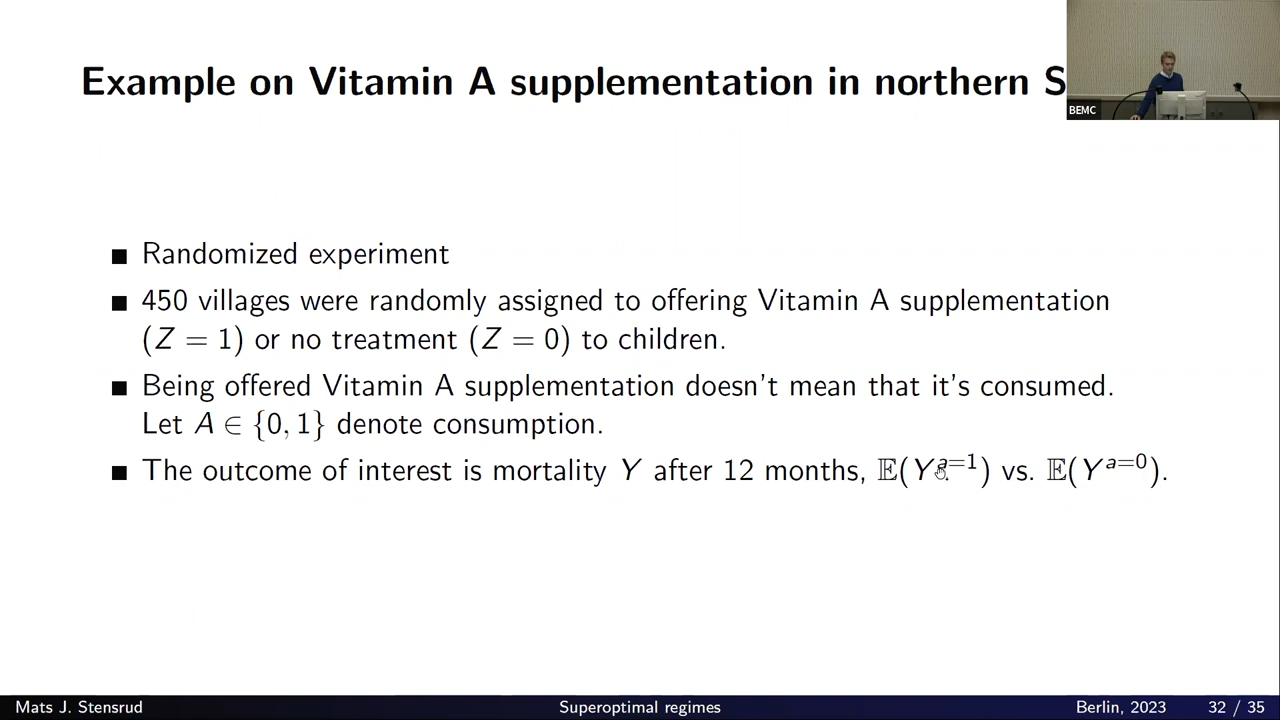 Example on Vitamin A supplementation in northern S
BEMC
■ Randomized experiment
■ 450 villages were randomly assigned to offering Vitamin A supplementation
(Z = 1) or no treatment (Z = 0) to children.
■ Being offered Vitamin A supplementation doesn't mean that it's consumed.
Let A ∈ {0, 1} denote consumption.
■ The outcome of interest is mortality Y after 12 months, 𝔼(Y^{a=1}) vs. 𝔼(Y^{a=0}).
Mats J. Stensrud Superoptimal regimes Berlin, 2023 32 / 35